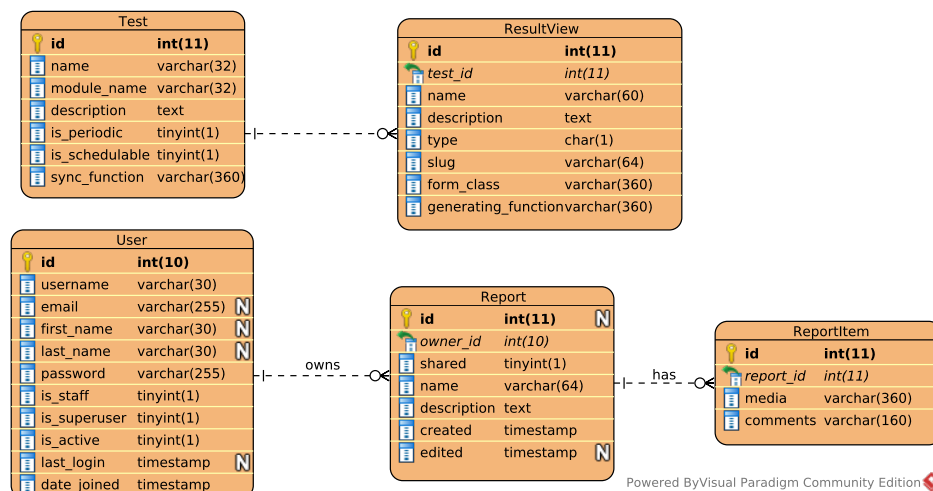 Test
id int(11)
name varchar(32)
module_name varchar(32)
description text
is_periodic tinyint(1)
is_schedulable tinyint(1)
sync_function varchar(360)
ResultView
id int(11)
test_id int(11)
name varchar(60)
description text
type char(1)
slug varchar(64)
form_class varchar(360)
generating_function varchar(360)
User
id int(10)
username varchar(30)
email varchar(255) N
first_name varchar(30) N
last_name varchar(30) N
password varchar(255)
is_staff tinyint(1)
is_superuser tinyint(1)
is_active tinyint(1)
last_login timestamp N
date_joined timestamp
owns
Report
id int(11) N
owner_id int(10)
shared tinyint(1)
name varchar(64)
description text
created timestamp
edited timestamp N
has
ReportItem
id int(11)
report_id int(11)
media varchar(360)
comments varchar(160)
Powered ByVisual Paradigm Community Edition